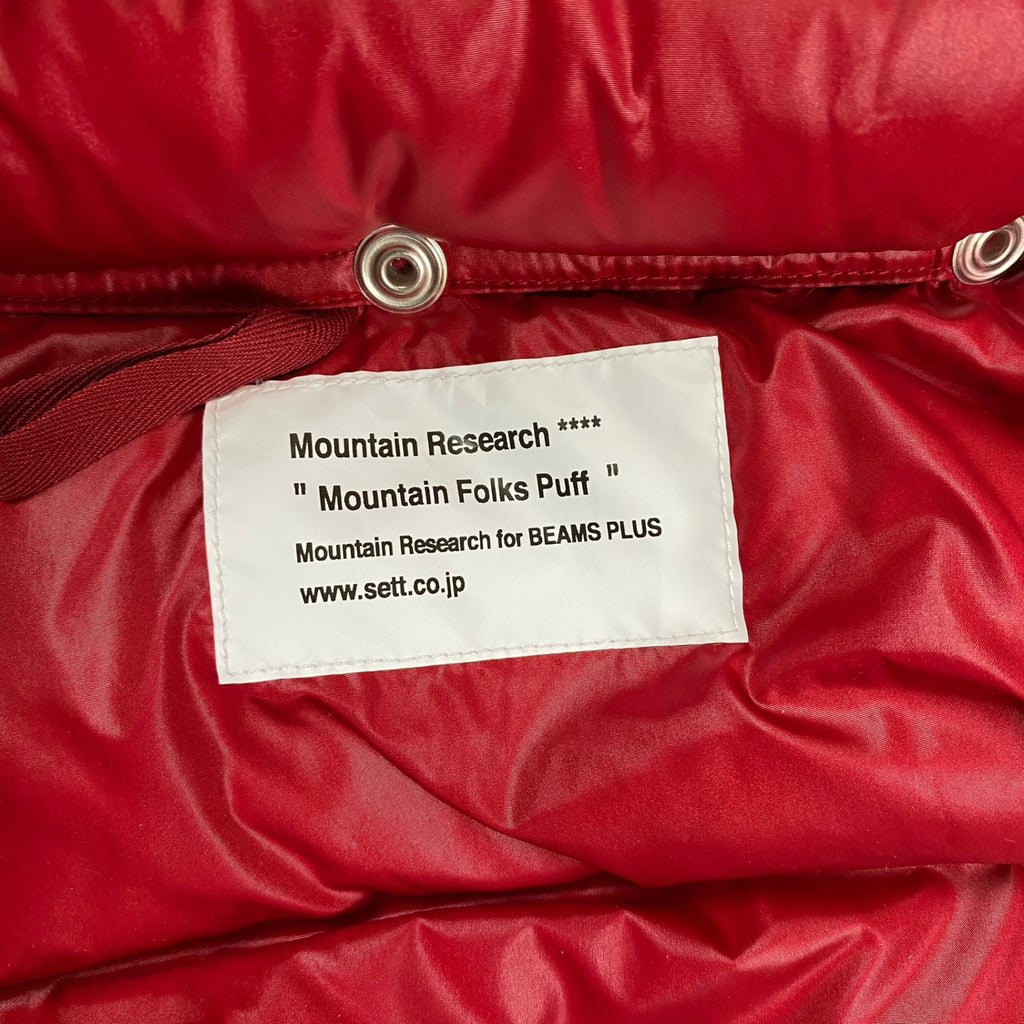 Mountain Research ****
" Mountain Folks Puff "
Mountain Research for BEAMS PLUS
www.sett.co.jp